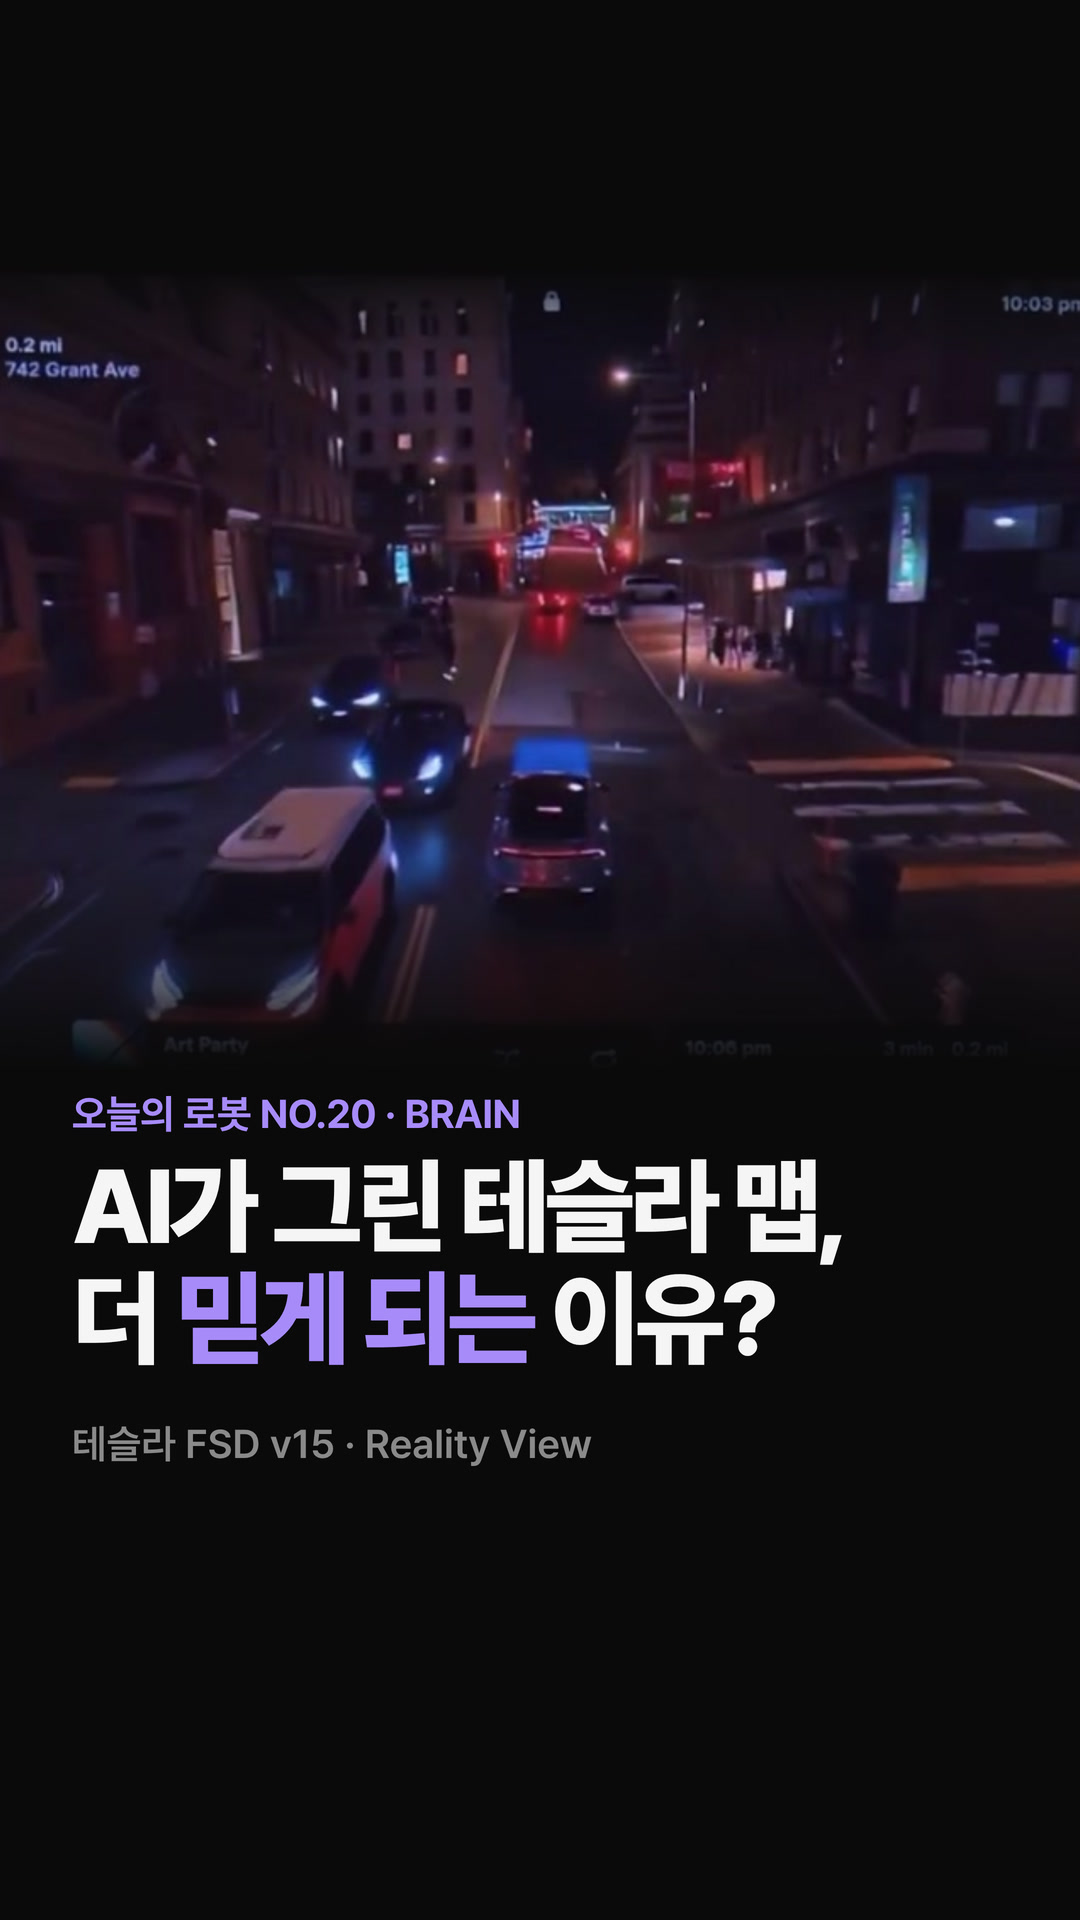 10:03 pm
0.2 mi
742 Grant Ave
Art Party
10:06 pm
3 min
0.2 mi
오늘의 로봇 NO.20 · BRAIN
AI가 그린 테슬라 맵,
더 믿게 되는 이유?
테슬라 FSD v15 · Reality View